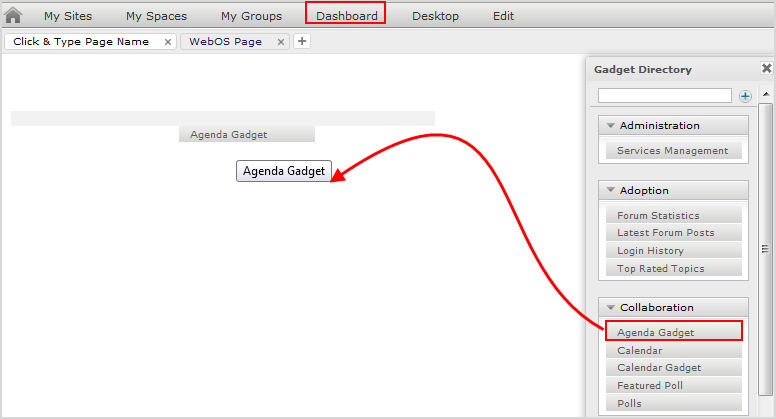 My Sites My Spaces My Groups Dashboard Desktop Edit
Click & Type Page Name WebOS Page
Gadget Directory
Administration
Services Management
Adoption
Forum Statistics
Latest Forum Posts
Login History
Top Rated Topics
Collaboration
Agenda Gadget
Calendar
Calendar Gadget
Featured Poll
Polls
Agenda Gadget
Agenda Gadget